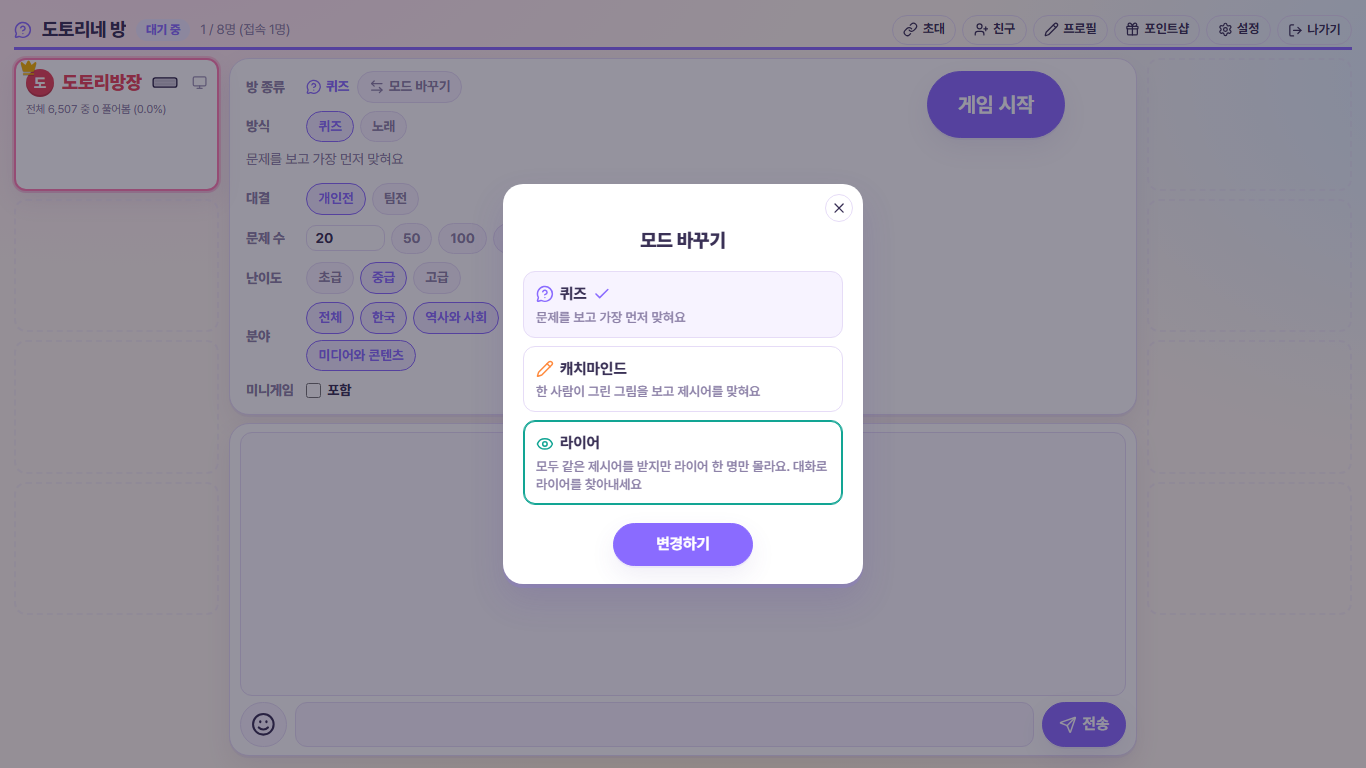 도토리네 방 대기 중 1 / 8명 (접속 1명) 초대 친구 프로필 포인트샵 설정 나가기
도 도토리방장
전체 6,507 중 0 풀어봄 (0.0%)
방 종류 퀴즈 모드 바꾸기
게임 시작
방식 퀴즈 노래
문제를 보고 가장 먼저 맞혀요
대결 개인전 팀전
문제 수 20 50 100
난이도 초급 중급 고급
분야 전체 한국 역사와 사회
미디어와 콘텐츠
미니게임 포함
모드 바꾸기
퀴즈
문제를 보고 가장 먼저 맞혀요
캐치마인드
한 사람이 그린 그림을 보고 제시어를 맞혀요
라이어
모두 같은 제시어를 받지만 라이어 한 명만 몰라요. 대화로
라이어를 찾아내세요
변경하기
전송